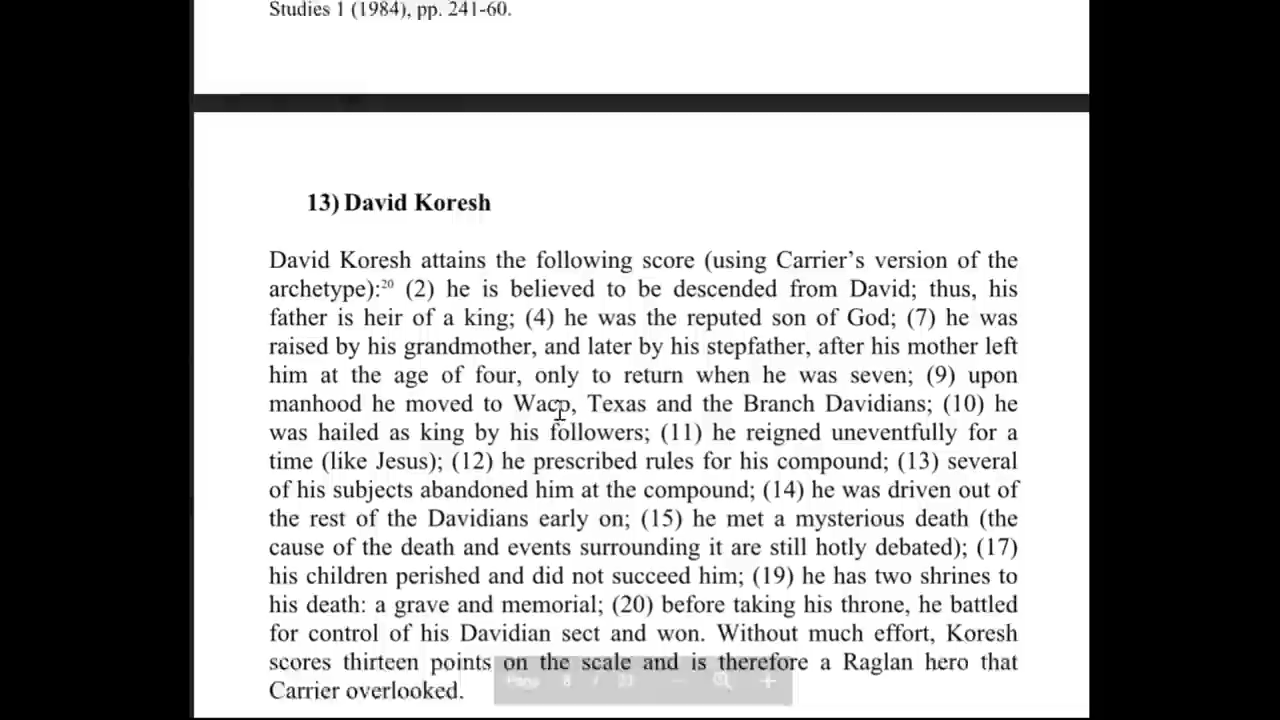 Studies 1 (1984), pp. 241-60.
13) David Koresh
David Koresh attains the following score (using Carrier's version of the
archetype):20 (2) he is believed to be descended from David; thus, his
father is heir of a king; (4) he was the reputed son of God; (7) he was
raised by his grandmother, and later by his stepfather, after his mother left
him at the age of four, only to return when he was seven; (9) upon
manhood he moved to Waco, Texas and the Branch Davidians; (10) he
was hailed as king by his followers; (11) he reigned uneventfully for a
time (like Jesus); (12) he prescribed rules for his compound; (13) several
of his subjects abandoned him at the compound; (14) he was driven out of
the rest of the Davidians early on; (15) he met a mysterious death (the
cause of the death and events surrounding it are still hotly debated); (17)
his children perished and did not succeed him; (19) he has two shrines to
his death: a grave and memorial; (20) before taking his throne, he battled
for control of his Davidian sect and won. Without much effort, Koresh
scores thirteen points on the scale and is therefore a Raglan hero that
Carrier overlooked.
Page 8 /